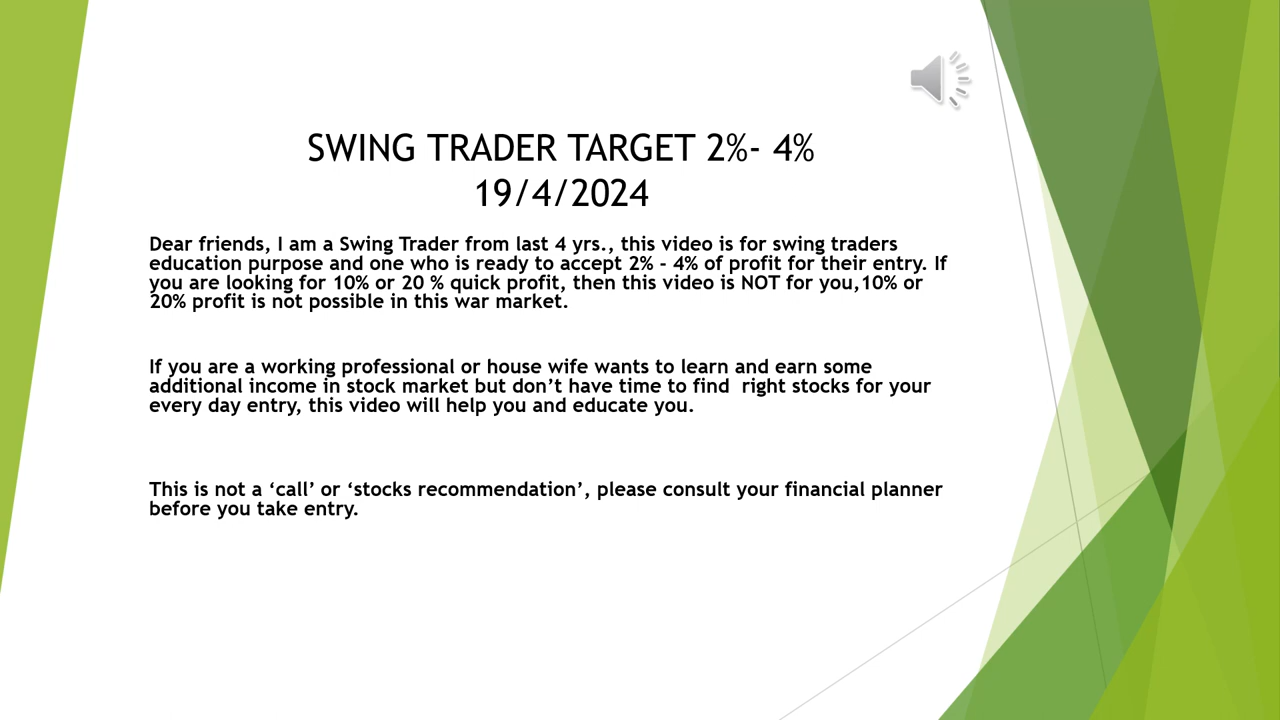 SWING TRADER TARGET 2%- 4%
19/4/2024
Dear friends, I am a Swing Trader from last 4 yrs., this video is for swing traders
education purpose and one who is ready to accept 2% - 4% of profit for their entry. If
you are looking for 10% or 20 % quick profit, then this video is NOT for you,10% or
20% profit is not possible in this war market.
If you are a working professional or house wife wants to learn and earn some
additional income in stock market but don’t have time to find  right stocks for your
every day entry, this video will help you and educate you.
This is not a ‘call’ or ‘stocks recommendation’, please consult your financial planner
before you take entry.